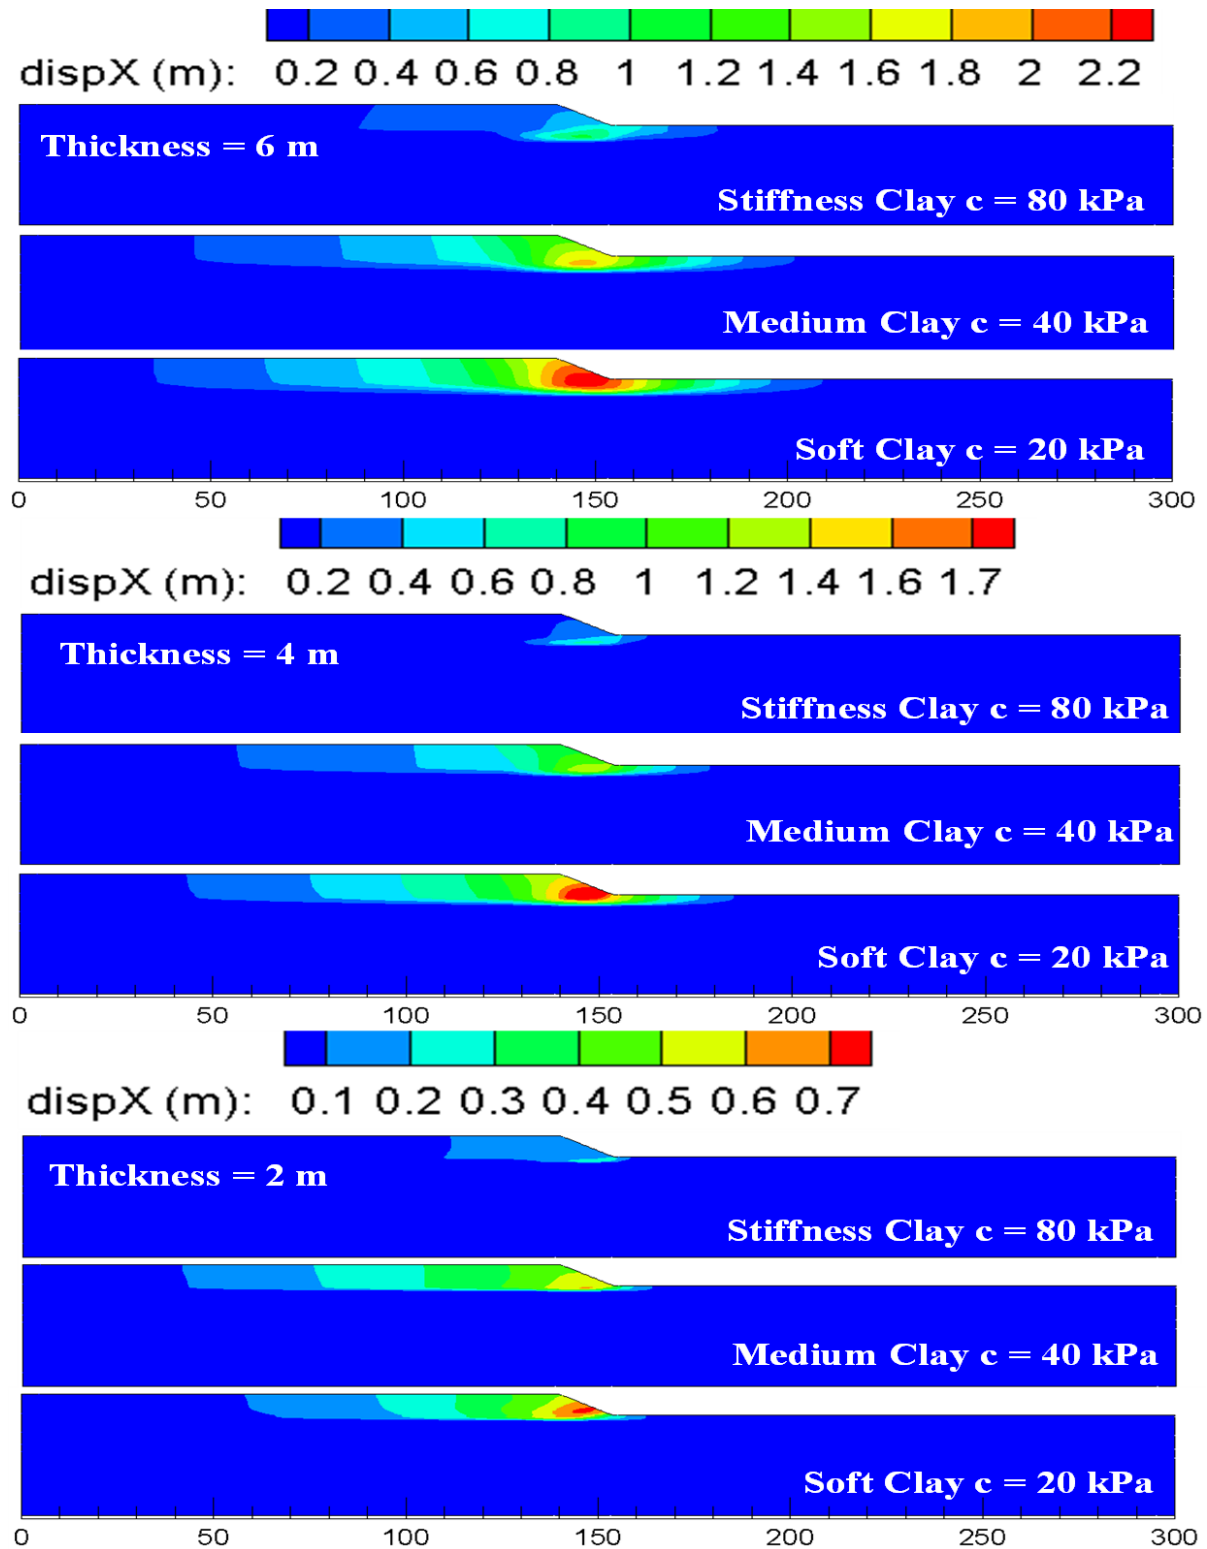 dispX (m): 0.2 0.4 0.6 0.8 1 1.2 1.4 1.6 1.8 2 2.2
Thickness = 6 m
Stiffness Clay c = 80 kPa
Medium Clay c = 40 kPa
Soft Clay c = 20 kPa
0 50 100 150 200 250 300
dispX (m): 0.2 0.4 0.6 0.8 1 1.2 1.4 1.6 1.7
Thickness = 4 m
Stiffness Clay c = 80 kPa
Medium Clay c = 40 kPa
Soft Clay c = 20 kPa
0 50 100 150 200 250 300
dispX (m): 0.1 0.2 0.3 0.4 0.5 0.6 0.7
Thickness = 2 m
Stiffness Clay c = 80 kPa
Medium Clay c = 40 kPa
Soft Clay c = 20 kPa
0 50 100 150 200 250 300